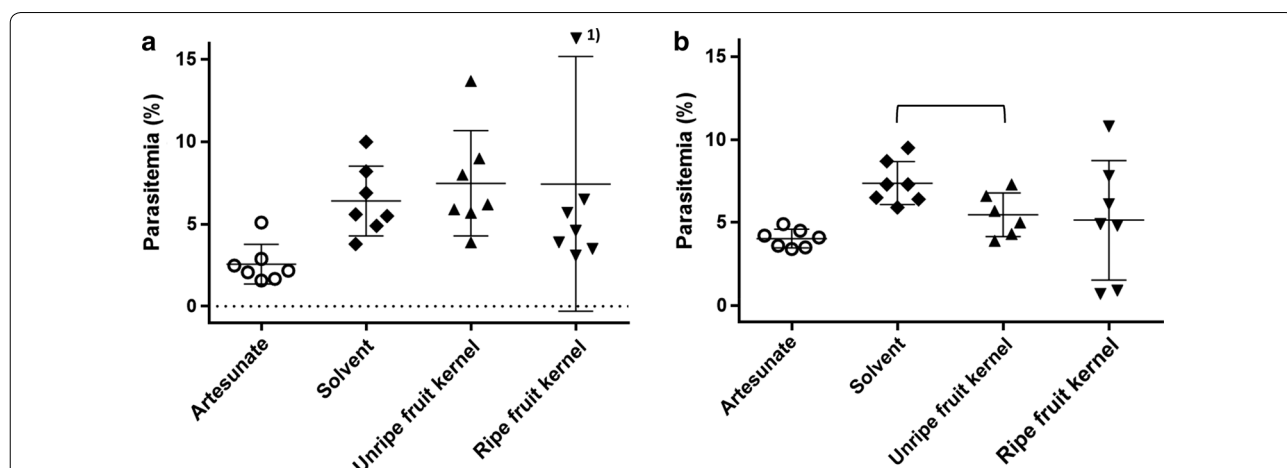 a
15
10
5
0
Parasitemia (%)
1)
Artesunate
Solvent
Unripe fruit kernel
Ripe fruit kernel
b
15
10
5
0
Parasitemia (%)
Artesunate
Solvent
Unripe fruit kernel
Ripe fruit kernel